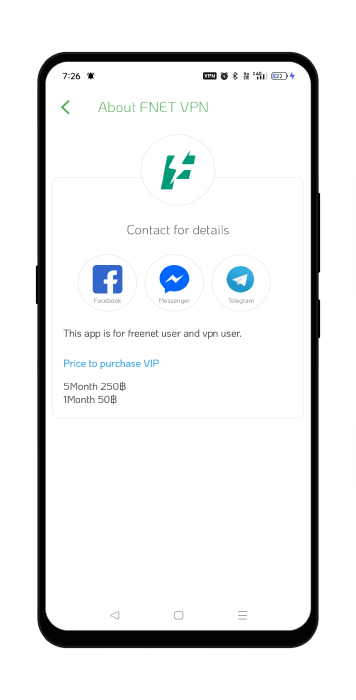 7:26
VPN
22
About FNET VPN
Contact for details
Facebook
Messenger
Telegram
This app is for freenet user and vpn user.
Price to purchase VIP
5Month 250฿
1Month 50฿